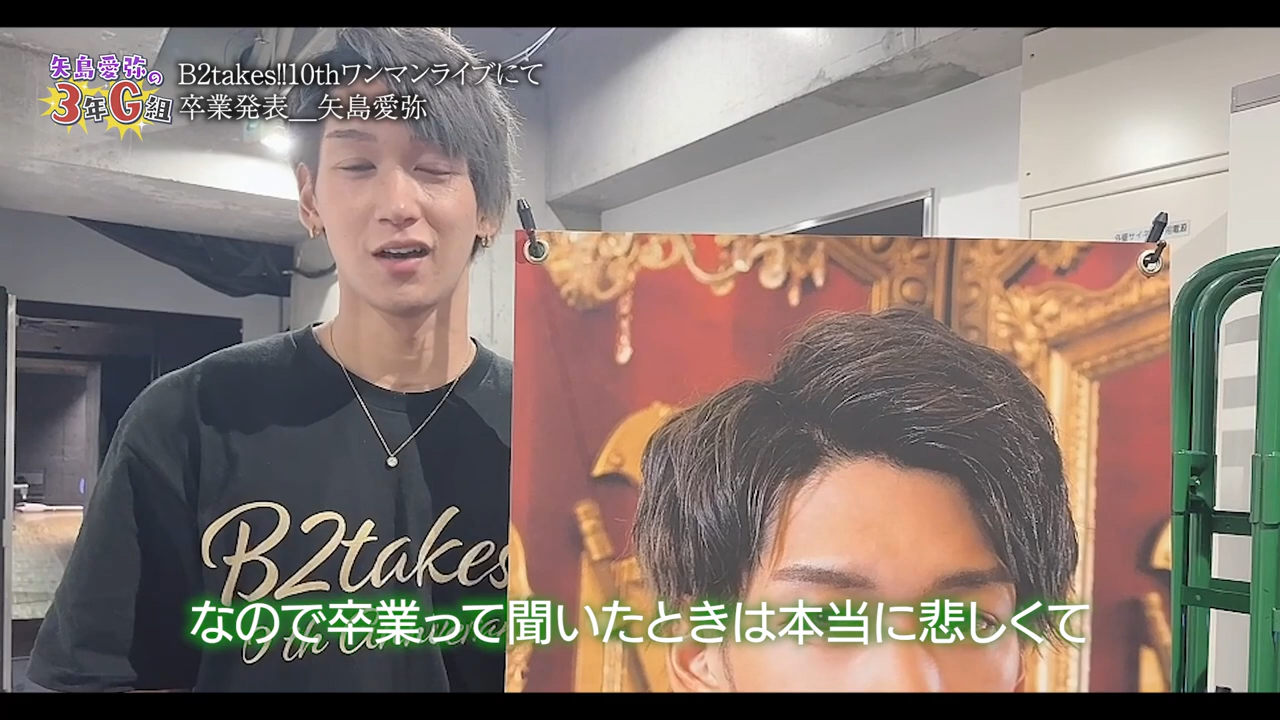 矢島愛弥の
3年G組
B2takes!!10thワンマンライブにて
卒業発表__矢島愛弥
B2takes
なので卒業って聞いたときは本当に悲しくて